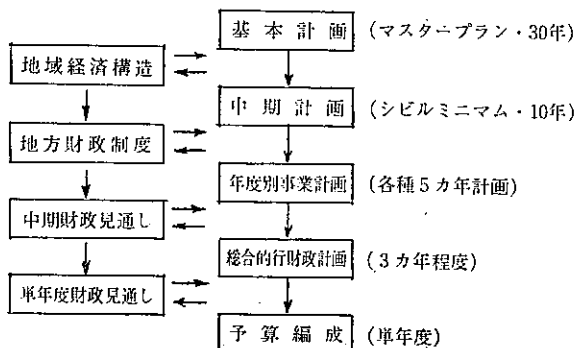 基本計画 (マスタープラン・30年)
地域経済構造
中期計画 (シビルミニマム・10年)
地方財政制度
年度別事業計画 (各種5カ年計画)
中期財政見通し
総合的行財政計画 (3カ年程度)
単年度財政見通し
予算編成 (単年度)